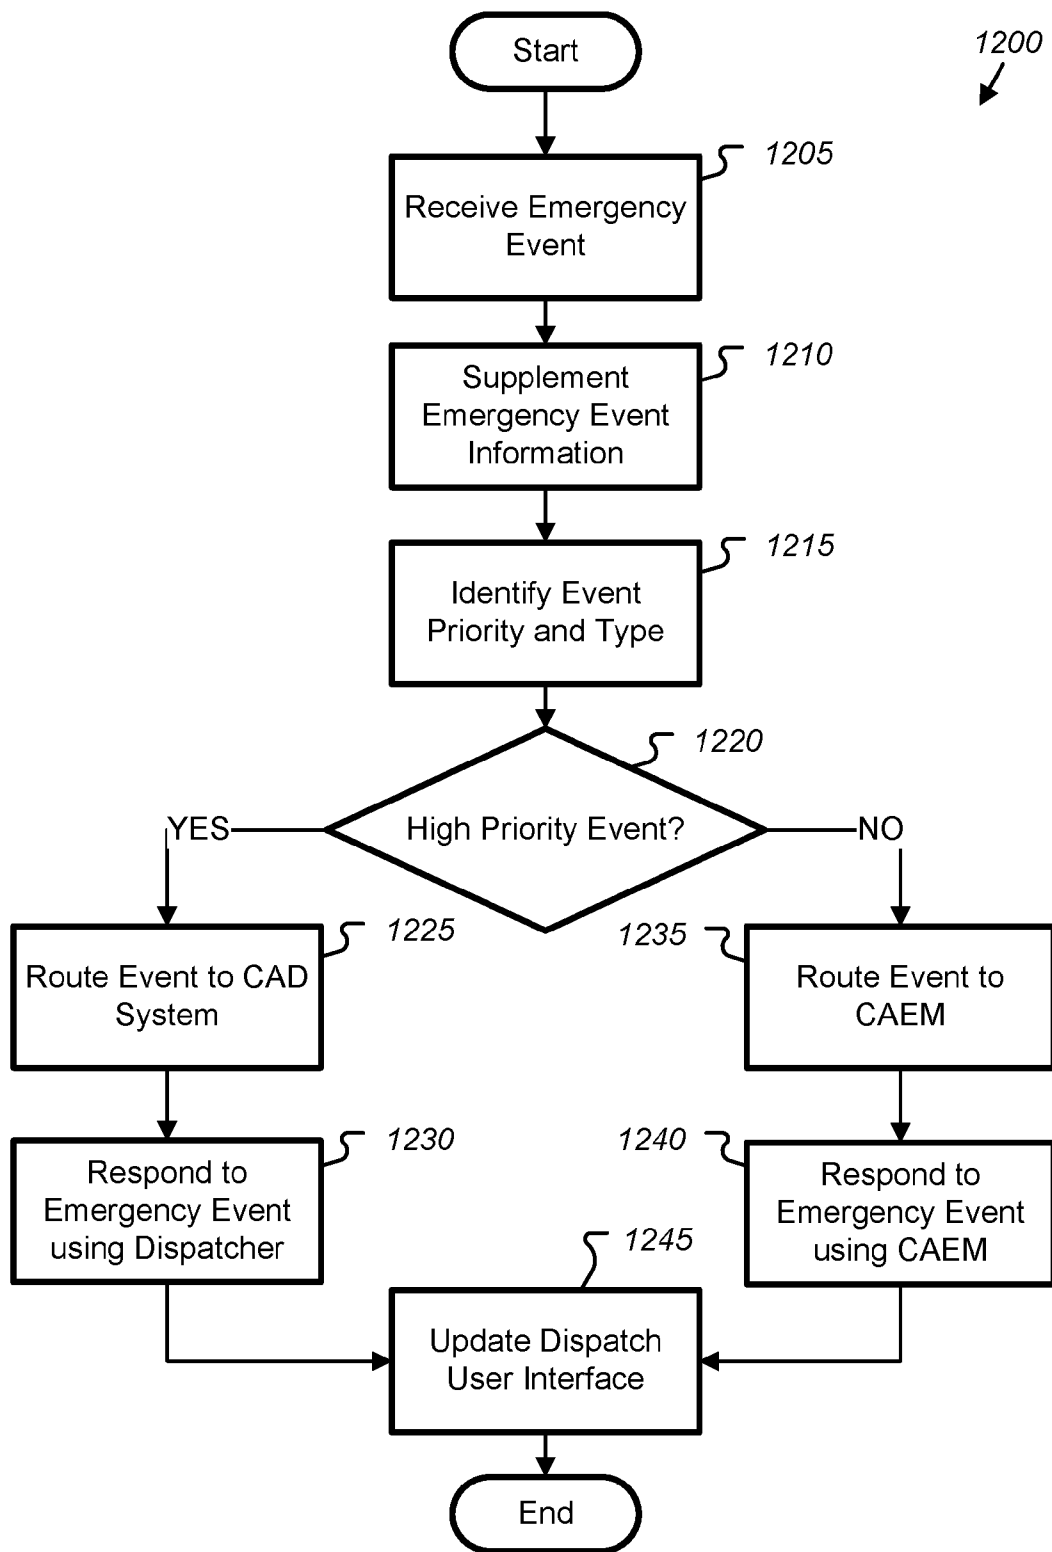 Start
1200
1205
Receive Emergency
Event
1210
Supplement
Emergency Event
Information
1215
Identify Event
Priority and Type
1220
High Priority Event?
YES
NO
1225
Route Event to CAD
System
1235
Route Event to
CAEM
1230
Respond to
Emergency Event
using Dispatcher
1240
Respond to
Emergency Event
using CAEM
1245
Update Dispatch
User Interface
End